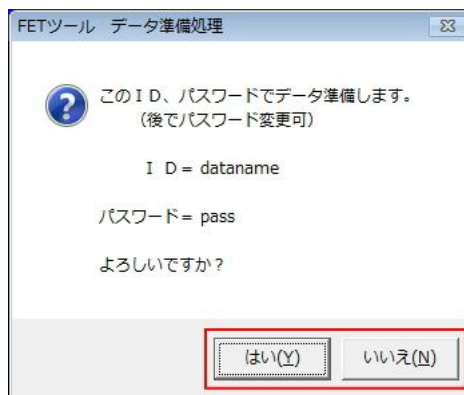 FETツール　データ準備処理
このＩＤ、パスワードでデータ準備します。
（後でパスワード変更可）
Ｉ Ｄ＝ dataname
パスワード＝ pass
よろしいですか？
はい(Y)　いいえ(N)